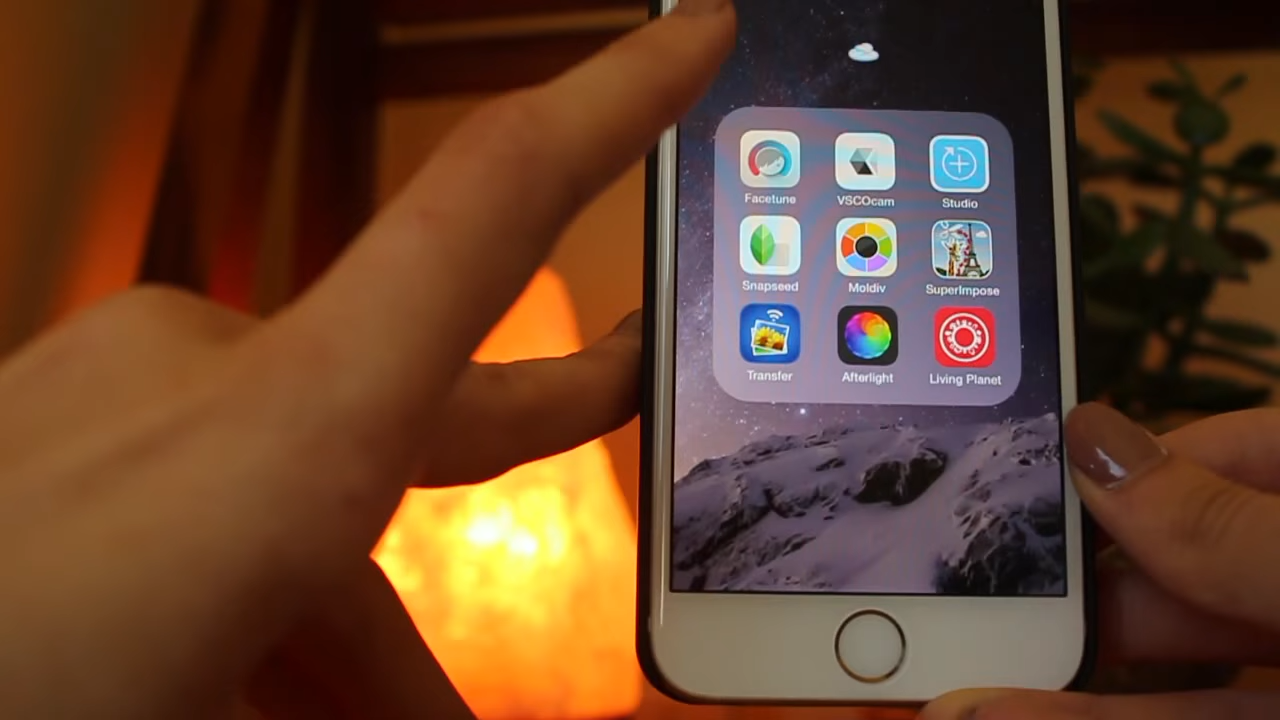 Facetune VSCOcam Studio
Snapseed Moldiv SuperImpose
Transfer Afterlight Living Planet